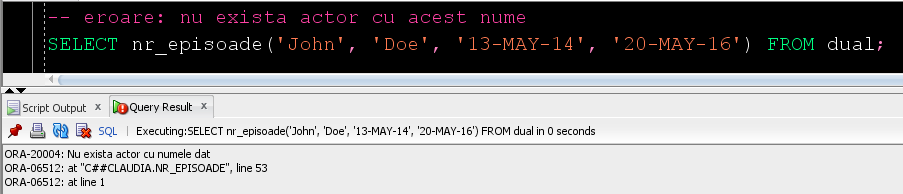 -- eroare: nu exista actor cu acest nume
SELECT nr_episoade('John', 'Doe', '13-MAY-14', '20-MAY-16') FROM dual;
Script Output x Query Result x
SQL | Executing:SELECT nr_episoade('John', 'Doe', '13-MAY-14', '20-MAY-16') FROM dual in 0 seconds
ORA-20004: Nu exista actor cu numele dat
ORA-06512: at "C##CLAUDIA.NR_EPISOADE", line 53
ORA-06512: at line 1